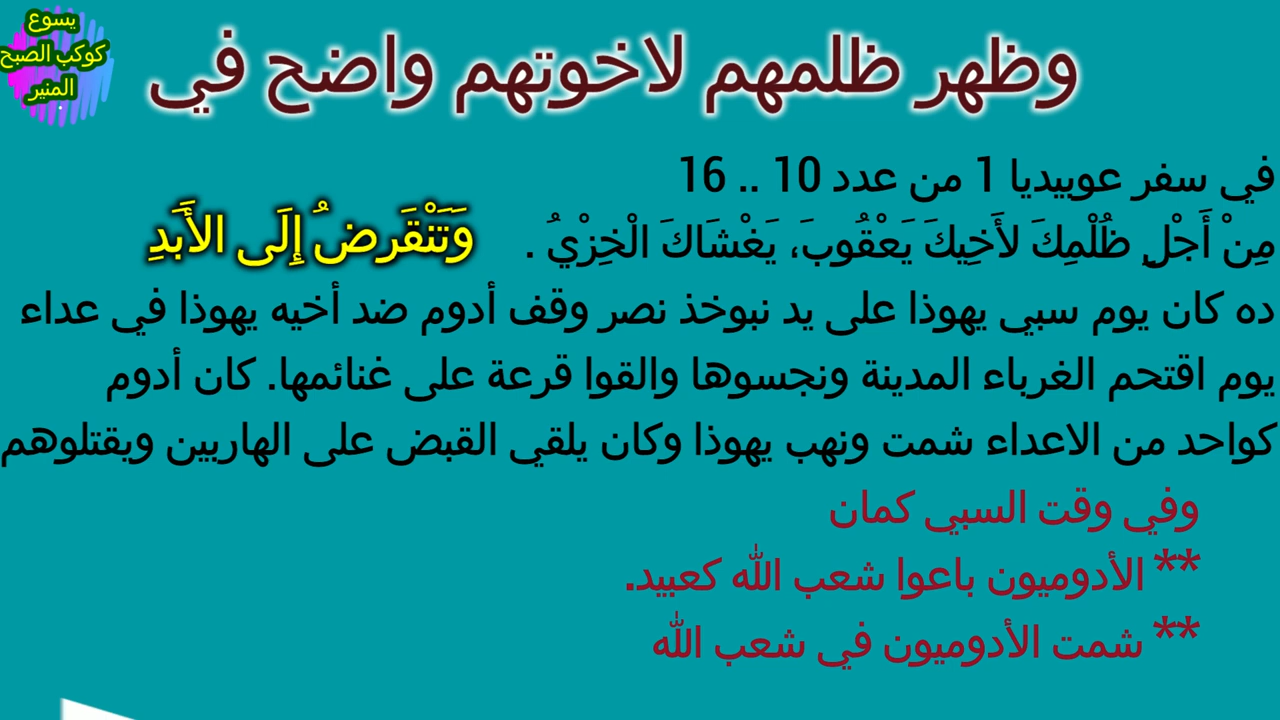 يسوع
كوكب الصبح
المنير
وظهر ظلمهم لاخوتهم واضح في
في سفر عوبيديا 1 من عدد 10 .. 16
مِنْ أَجْلِ ظُلْمِكَ لأَخِيكَ يَعْقُوبَ، يَغْشَاكَ الْخِزْيُ . وَتَنْقَرضُ إِلَى الأَبَدِ
ده كان يوم سبي يهوذا على يد نبوخذ نصر وقف أدوم ضد أخيه يهوذا في عداء
يوم اقتحم الغرباء المدينة ونجسوها والقوا قرعة على غنائمها. كان أدوم
كواحد من الاعداء شمت ونهب يهوذا وكان يلقي القبض على الهاربين ويقتلوهم
وفي وقت السبي كمان
** الأدوميون باعوا شعب الله كعبيد.
** شمت الأدوميون في شعب الله